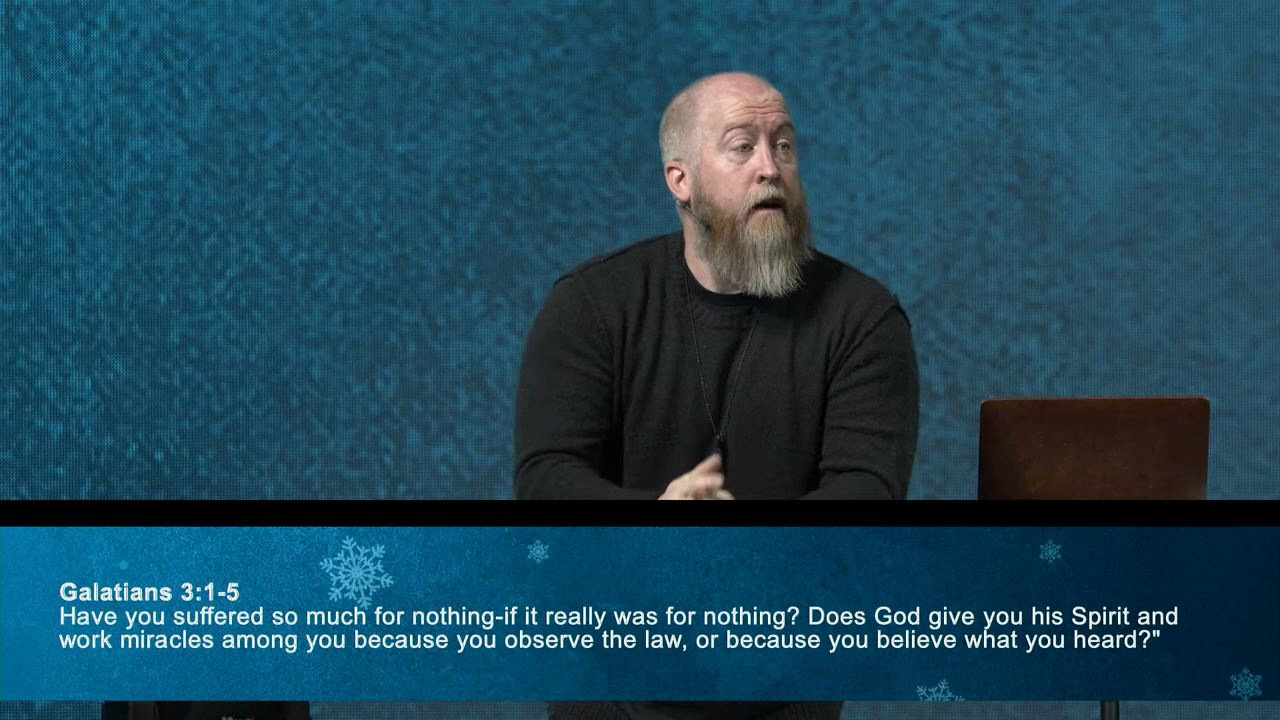 Galatians 3:1-5
Have you suffered so much for nothing-if it really was for nothing? Does God give you his Spirit and
work miracles among you because you observe the law, or because you believe what you heard?"